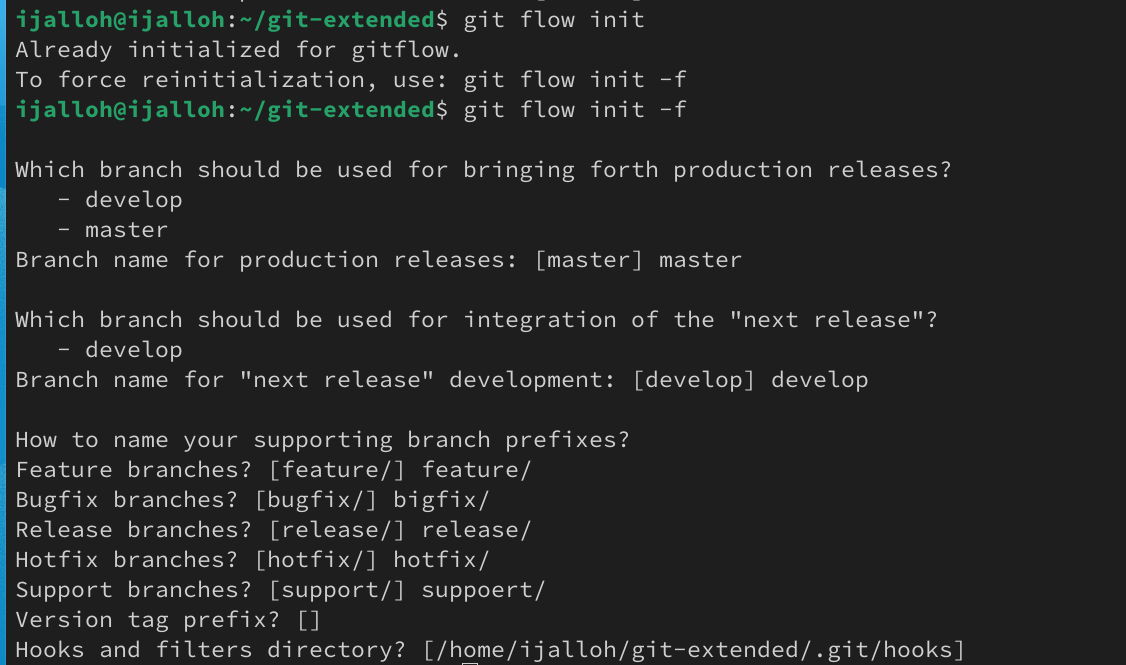 ijalloh@ijalloh:~/git-extended$ git flow init
Already initialized for gitflow.
To force reinitialization, use: git flow init -f
ijalloh@ijalloh:~/git-extended$ git flow init -f
Which branch should be used for bringing forth production releases?
- develop
- master
Branch name for production releases: [master] master
Which branch should be used for integration of the "next release"?
- develop
Branch name for "next release" development: [develop] develop
How to name your supporting branch prefixes?
Feature branches? [feature/] feature/
Bugfix branches? [bugfix/] bigfix/
Release branches? [release/] release/
Hotfix branches? [hotfix/] hotfix/
Support branches? [support/] suppoert/
Version tag prefix? []
Hooks and filters directory? [/home/ijalloh/git-extended/.git/hooks]